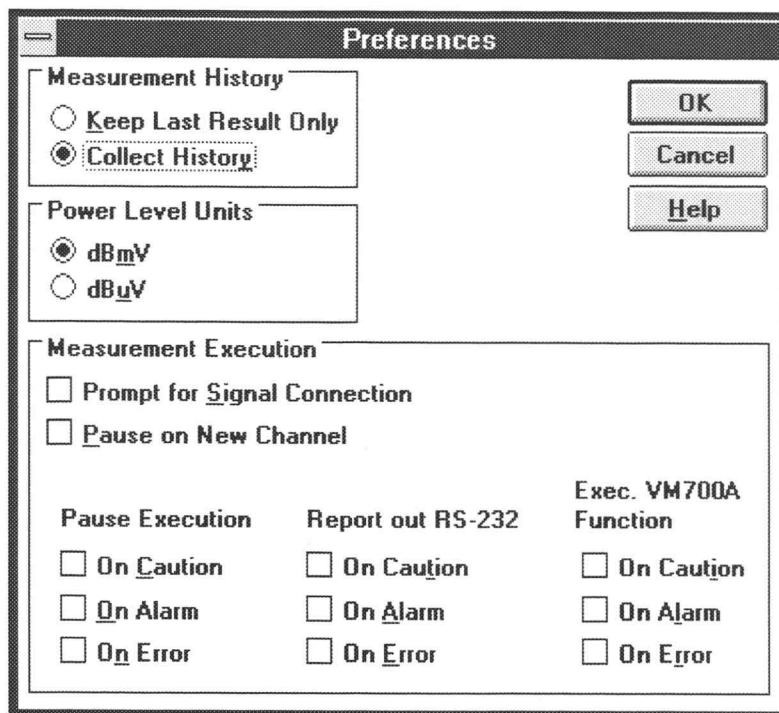 Preferences
Measurement History
Keep Last Result Only
Collect History
OK
Cancel
Help
Power Level Units
dBmV
dBuV
Measurement Execution
Prompt for Signal Connection
Pause on New Channel
Pause Execution
On Caution
On Alarm
On Error
Report out RS-232
On Caution
On Alarm
On Error
Exec. VM700A
Function
On Caution
On Alarm
On Error